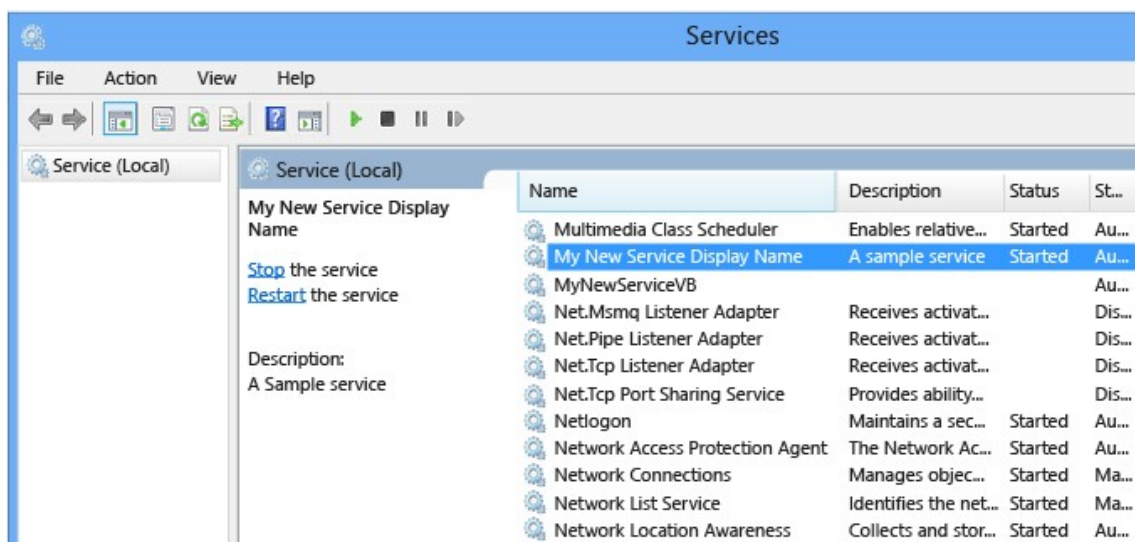 Services
File Action View Help
Service (Local)
Service (Local)
My New Service Display
Name
Stop the service
Restart the service
Description:
A Sample service
Name Description Status St...
Multimedia Class Scheduler Enables relative... Started Au...
My New Service Display Name A sample service Started Au...
MyNewServiceVB Au...
Net.Msmq Listener Adapter Receives activat... Dis...
Net.Pipe Listener Adapter Receives activat... Dis...
Net.Tcp Listener Adapter Receives activat... Dis...
Net.Tcp Port Sharing Service Provides ability... Dis...
Netlogon Maintains a sec... Started Au...
Network Access Protection Agent The Network Ac... Started Au...
Network Connections Manages objec... Started Ma...
Network List Service Identifies the net... Started Ma...
Network Location Awareness Collects and stor... Started Au...